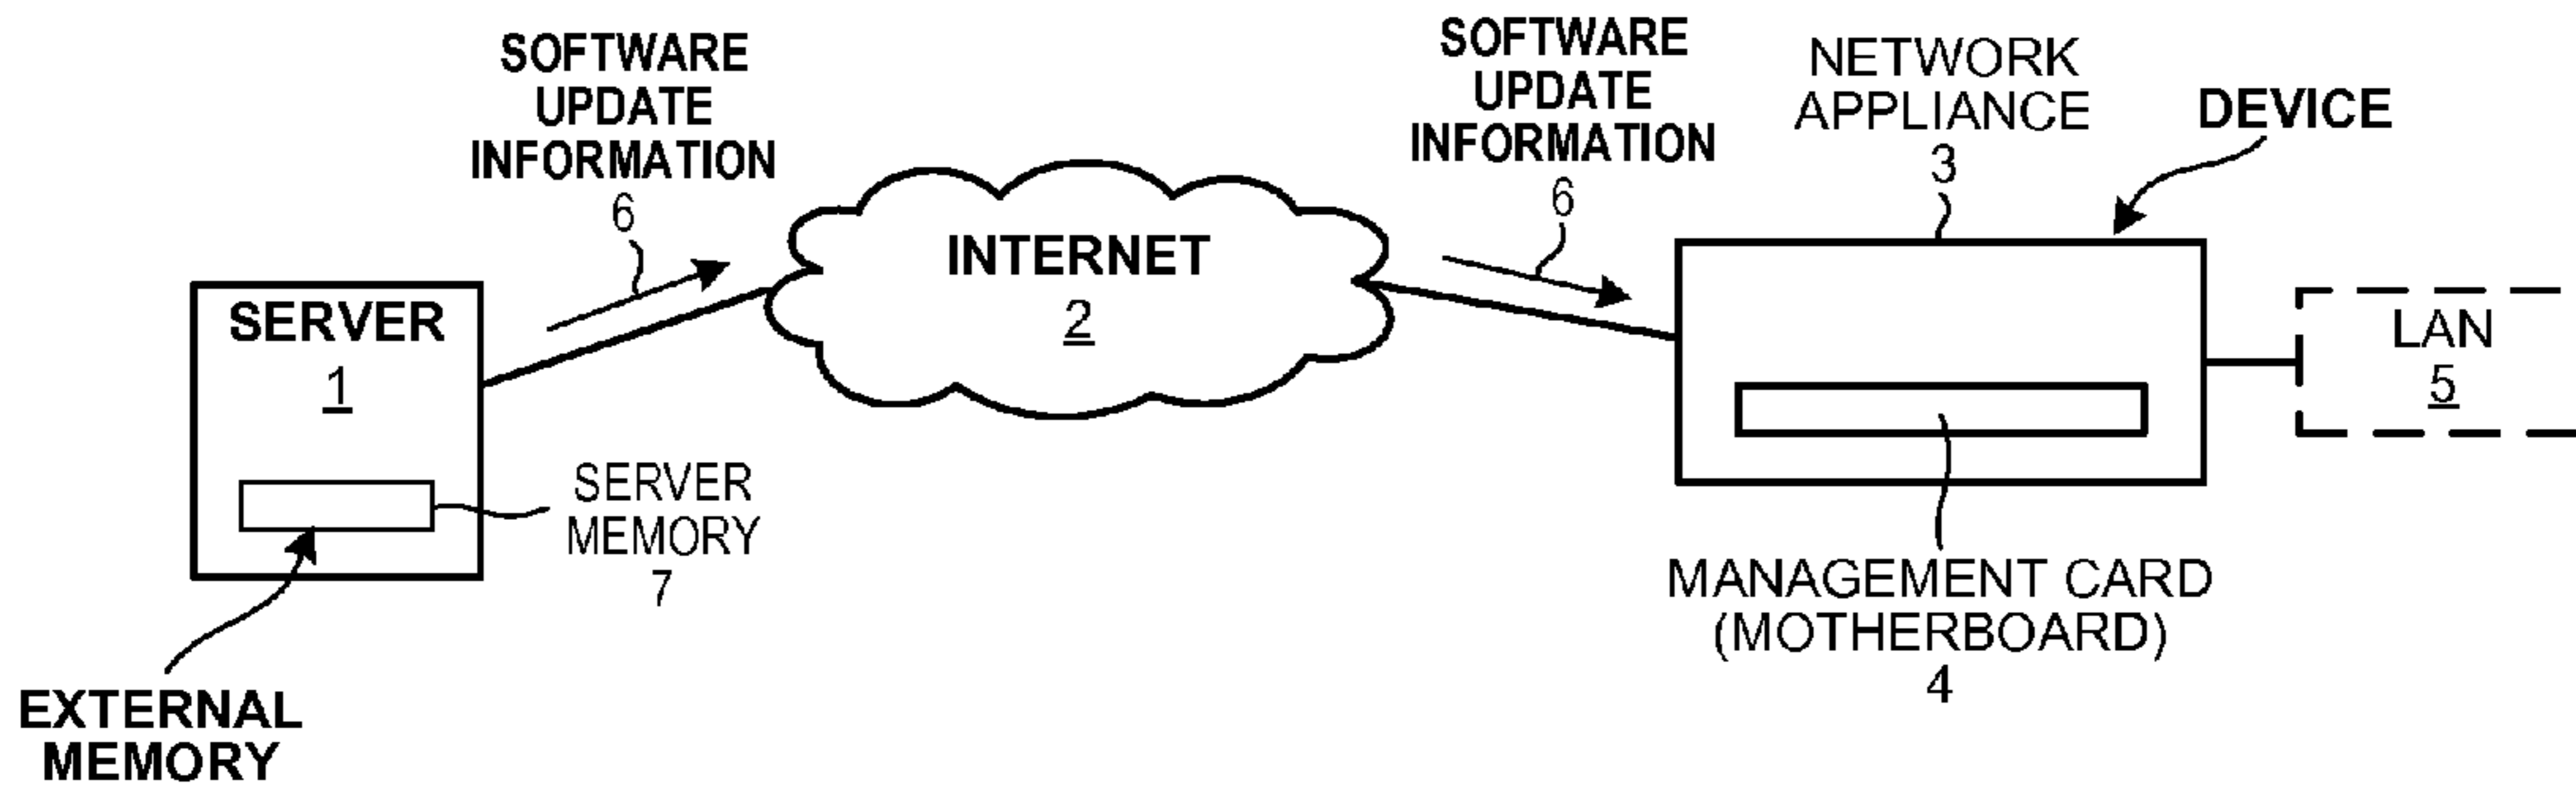 SOFTWARE
UPDATE
INFORMATION
6
SOFTWARE
UPDATE
INFORMATION
6
NETWORK
APPLIANCE
3
DEVICE
SERVER
1
INTERNET
2
LAN
5
SERVER
MEMORY
7
MANAGEMENT CARD
(MOTHERBOARD)
4
EXTERNAL
MEMORY